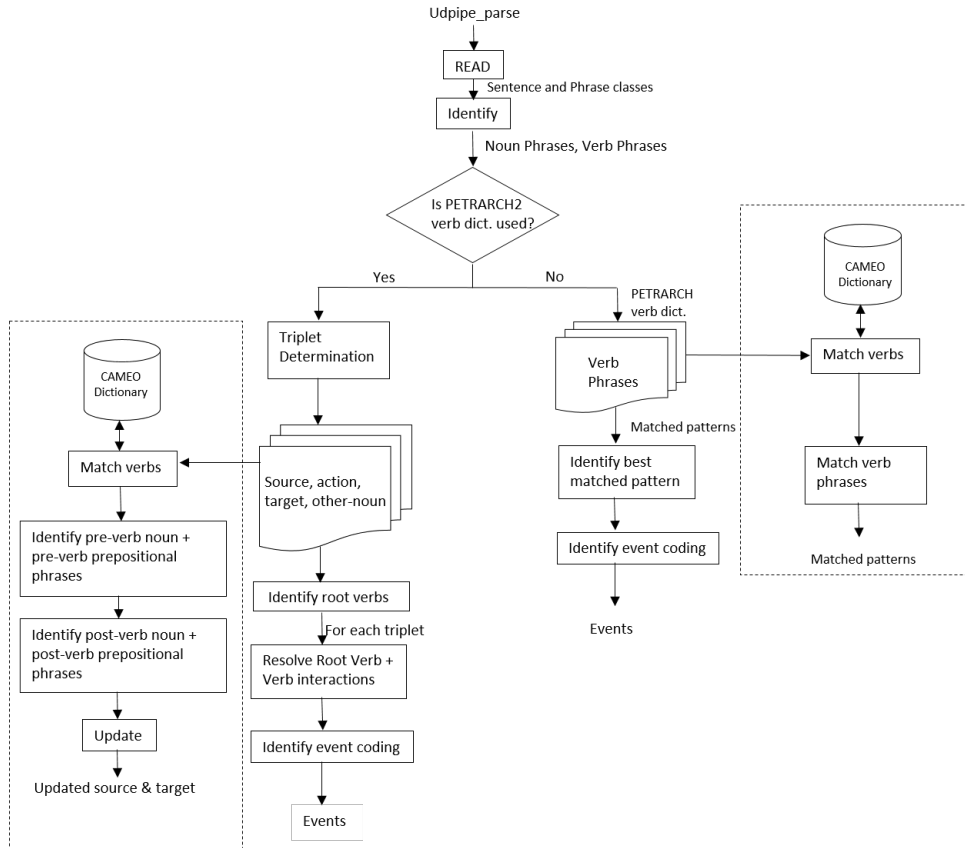 Udpipe_parse
READ
Sentence and Phrase classes
Identify
Noun Phrases, Verb Phrases
Is PETRARCH2
verb dict. used?
Yes
No
Triplet
Determination
Source, action,
target, other-noun
Identify root verbs
For each triplet
Resolve Root Verb +
Verb interactions
Identify event coding
Events
CAMEO
Dictionary
Match verbs
Identify pre-verb noun +
pre-verb prepositional
phrases
Identify post-verb noun +
post-verb prepositional
phrases
Update
Updated source & target
PETRARCH
verb dict.
Verb
Phrases
Matched patterns
Identify best
matched pattern
Identify event coding
Events
CAMEO
Dictionary
Match verbs
Match verb
phrases
Matched patterns